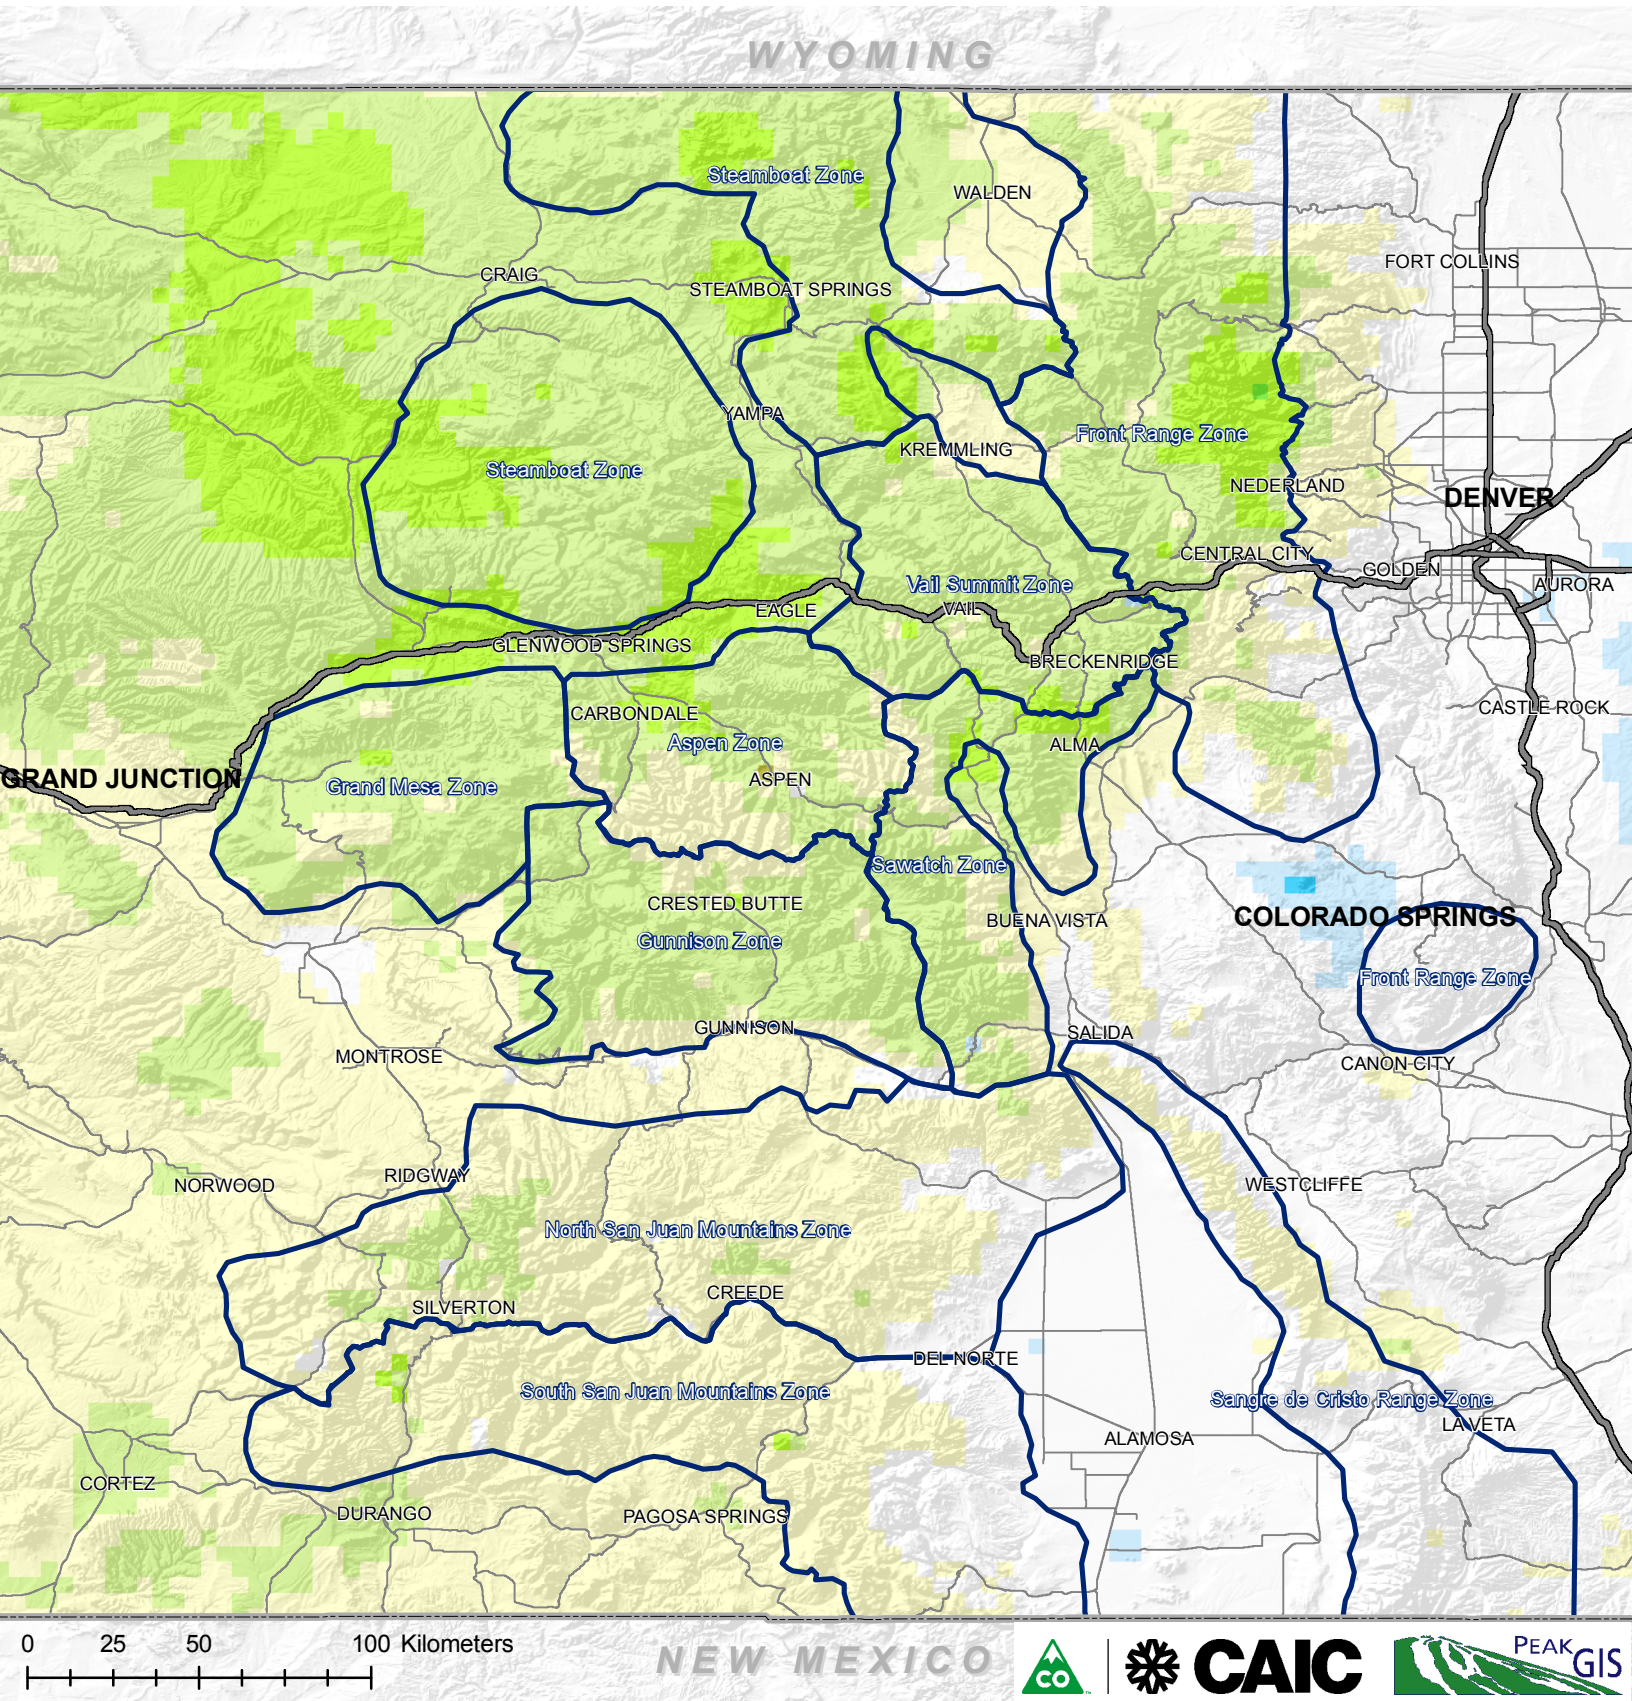 WYOMING
Steamboat Zone
WALDEN
FORT COLLINS
CRAIG
STEAMBOAT SPRINGS
YAMPA
Front Range Zone
KREMMLING
Steamboat Zone
NEDERLAND
DENVER
CENTRAL CITY
GOLDEN
AURORA
Vail Summit Zone
EAGLE
VAIL
GLENWOOD SPRINGS
BRECKENRIDGE
CARBONDALE
CASTLE ROCK
Aspen Zone
ALMA
GRAND JUNCTION
ASPEN
Grand Mesa Zone
Sawatch Zone
CRESTED BUTTE
BUENA VISTA
COLORADO SPRINGS
Gunnison Zone
Front Range Zone
GUNNISON
SALIDA
MONTROSE
CANON CITY
RIDGWAY
NORWOOD
WESTCLIFFE
North San Juan Mountains Zone
CREEDE
SILVERTON
DEL NORTE
South San Juan Mountains Zone
Sangre de Cristo Range Zone
LA VETA
ALAMOSA
CORTEZ
DURANGO
PAGOSA SPRINGS
0 25 50 100 Kilometers
NEW MEXICO
CO
CAIC
PEAK
GIS